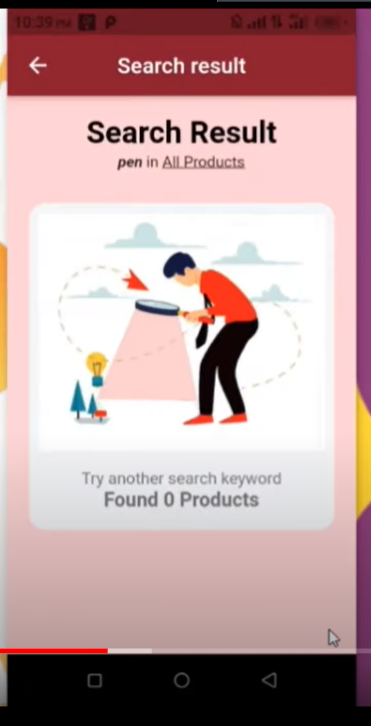 10:39 PM
Search result
Search Result
pen in All Products
Try another search keyword
Found 0 Products